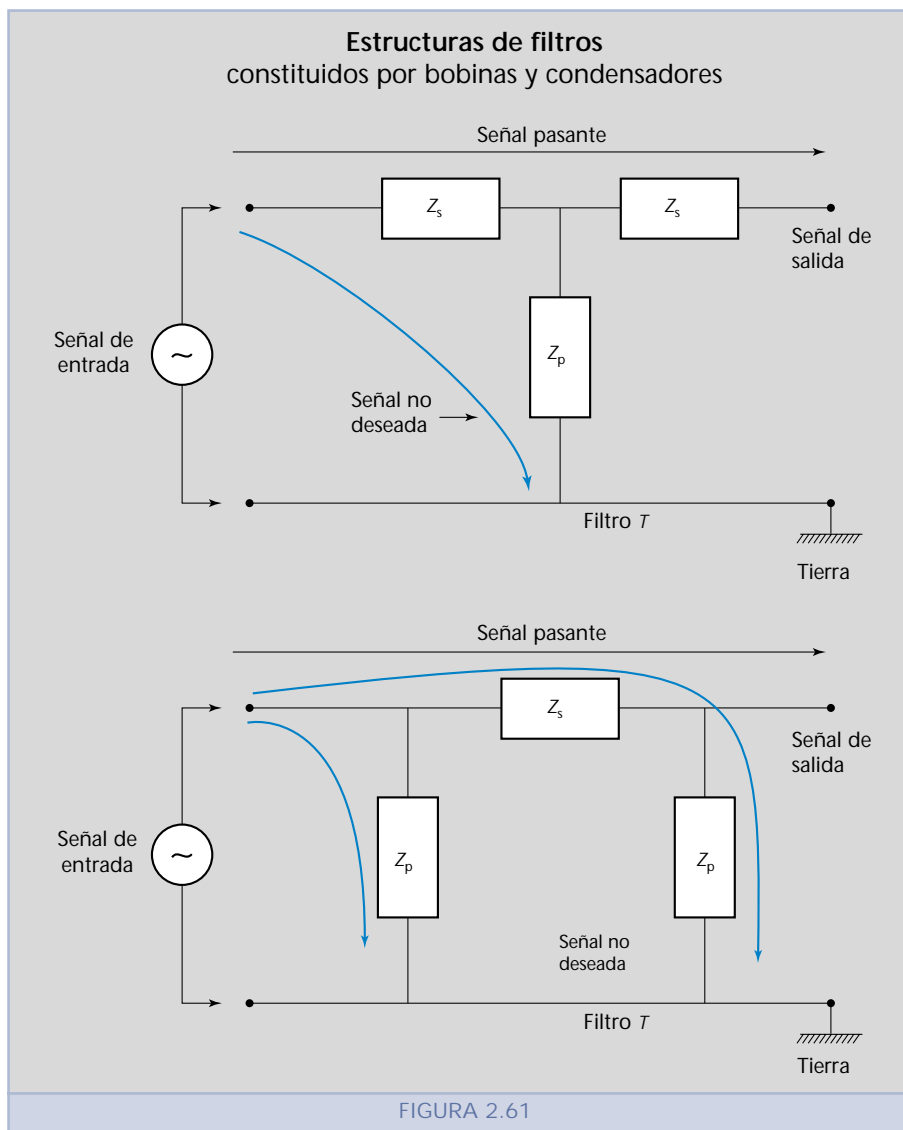 Estructuras de filtros
constituidos por bobinas y condensadores
Señal pasante
Zs
Zs
Señal de
salida
Señal de
entrada
~
Zp
Señal no
deseada
Filtro T
Tierra
Señal pasante
Zs
Señal de
salida
Señal de
entrada
~
Zp
Zp
Señal no
deseada
Filtro T
Tierra
FIGURA 2.61